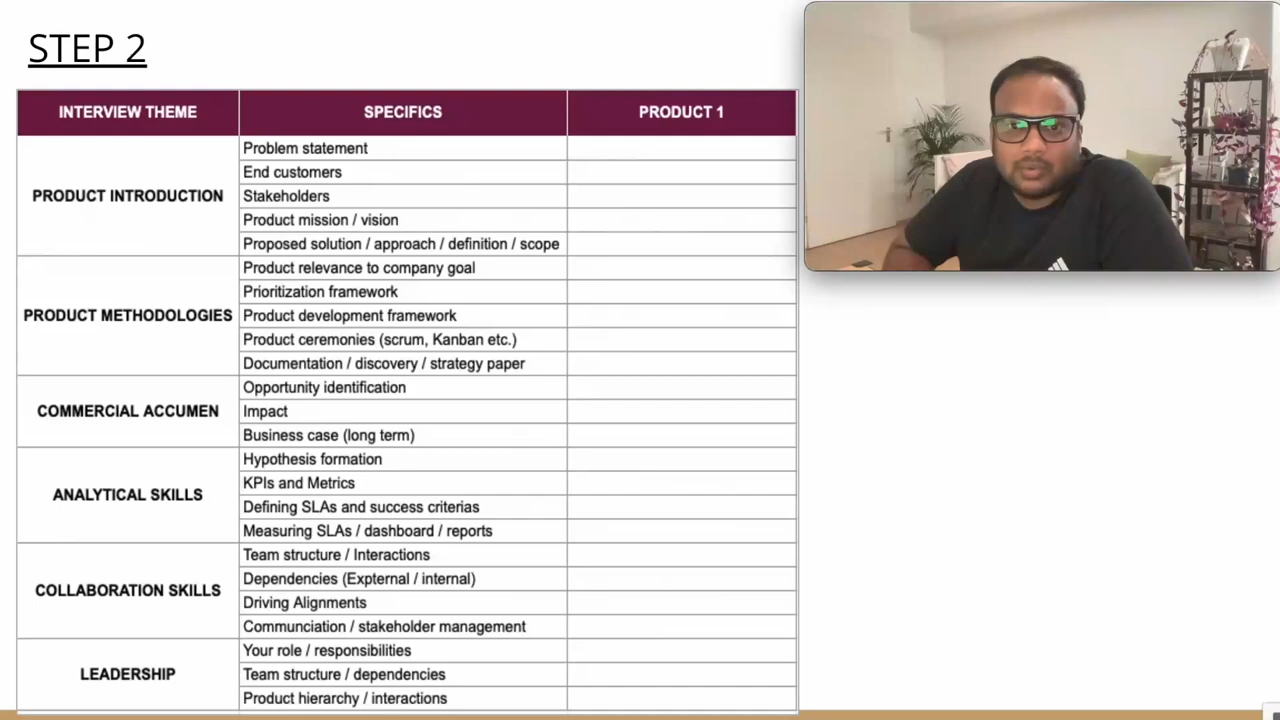 STEP 2
INTERVIEW THEME SPECIFICS PRODUCT 1
PRODUCT INTRODUCTION
Problem statement
End customers
Stakeholders
Product mission / vision
Proposed solution / approach / definition / scope
PRODUCT METHODOLOGIES
Product relevance to company goal
Prioritization framework
Product development framework
Product ceremonies (scrum, Kanban etc.)
Documentation / discovery / strategy paper
COMMERCIAL ACCUMEN
Opportunity identification
Impact
Business case (long term)
ANALYTICAL SKILLS
Hypothesis formation
KPIs and Metrics
Defining SLAs and success criterias
Measuring SLAs / dashboard / reports
COLLABORATION SKILLS
Team structure / Interactions
Dependencies (Expternal / internal)
Driving Alignments
Communciation / stakeholder management
LEADERSHIP
Your role / responsibilities
Team structure / dependencies
Product hierarchy / interactions